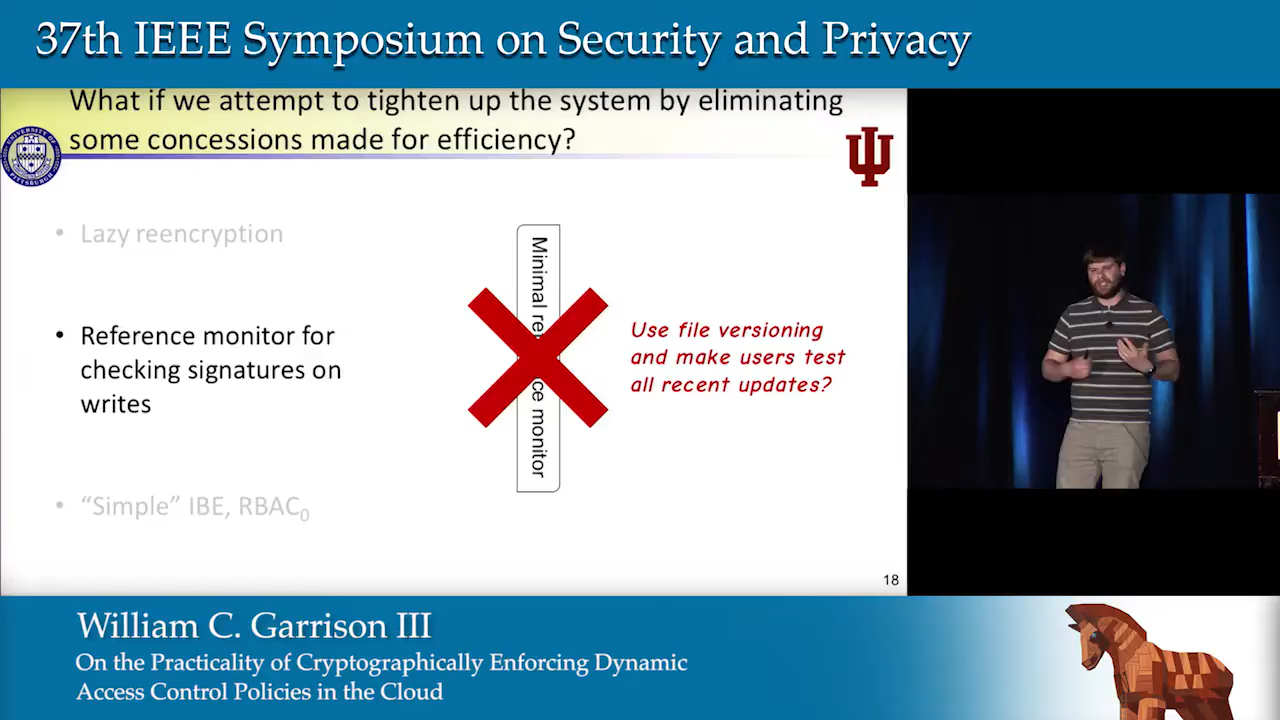 37th IEEE Symposium on Security and Privacy
What if we attempt to tighten up the system by eliminating
some concessions made for efficiency?
UNIVERSITY OF
PITTSBURGH
• Lazy reencryption
• Reference monitor for
checking signatures on
writes
Minimal re ce monitor
Use file versioning
and make users test
all recent updates?
• “Simple” IBE, RBAC0
18
William C. Garrison III
On the Practicality of Cryptographically Enforcing Dynamic
Access Control Policies in the Cloud